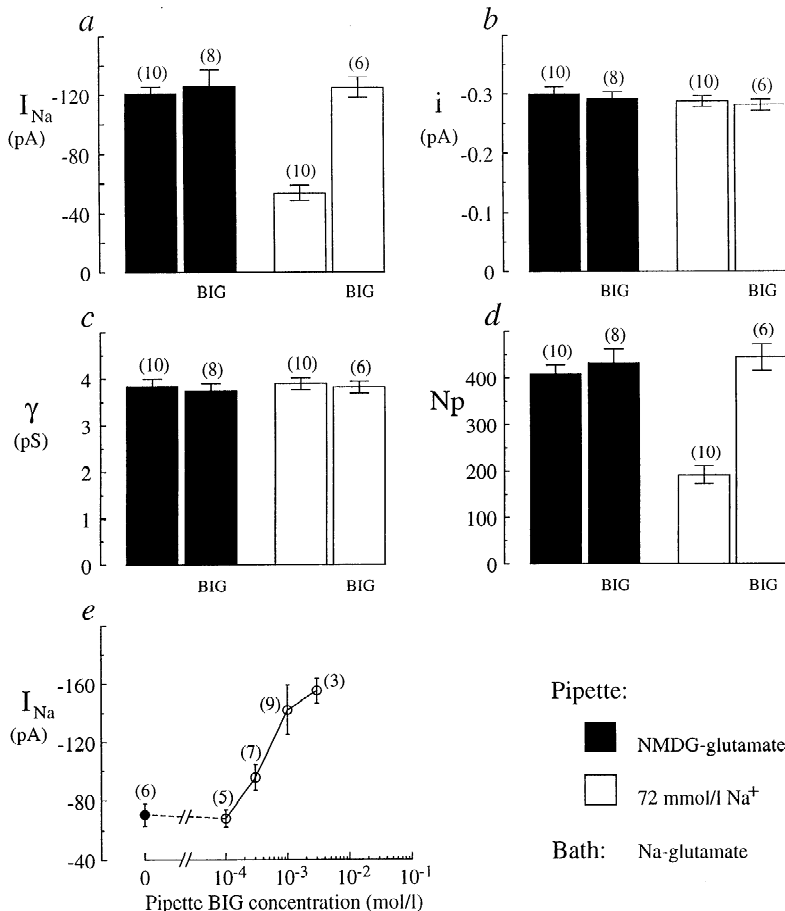 a
I_Na
(pA)
-120
-80
-40
0
(10)
(8)
(10)
(6)
BIG
BIG
b
i
(pA)
-0.3
-0.2
-0.1
0
(10)
(8)
(10)
(6)
BIG
BIG
c
γ
(pS)
4
3
2
1
0
(10)
(8)
(10)
(6)
BIG
BIG
d
Np
400
300
200
100
0
(10)
(8)
(10)
(6)
BIG
BIG
e
I_Na
(pA)
-160
-120
-80
-40
(6)
(5)
(7)
(9)
(3)
0
10^-4
10^-3
10^-2
10^-1
Pipette BIG concentration (mol/l)
Pipette:
NMDG-glutamate
72 mmol/l Na+
Bath: Na-glutamate